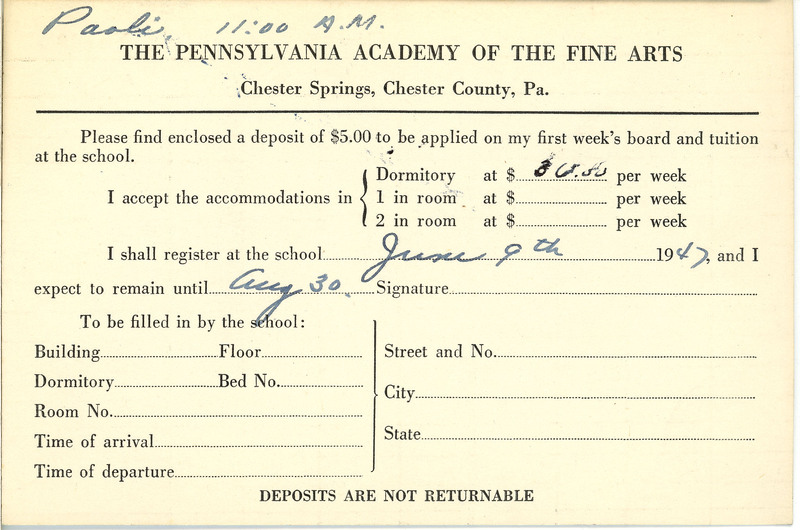 Paoli, 11:00 A.M.
THE PENNSYLVANIA ACADEMY OF THE FINE ARTS
Chester Springs, Chester County, Pa.
Please find enclosed a deposit of $5.00 to be applied on my first week's board and tuition
at the school.
I accept the accommodations in
Dormitory at $ per week
1 in room at $ per week
2 in room at $ per week
I shall register at the school June 9th 1947, and I
expect to remain until Aug 30. Signature
To be filled in by the school:
Building Floor
Dormitory Bed No.
Room No.
Time of arrival
Time of departure
Street and No.
City
State
DEPOSITS ARE NOT RETURNABLE